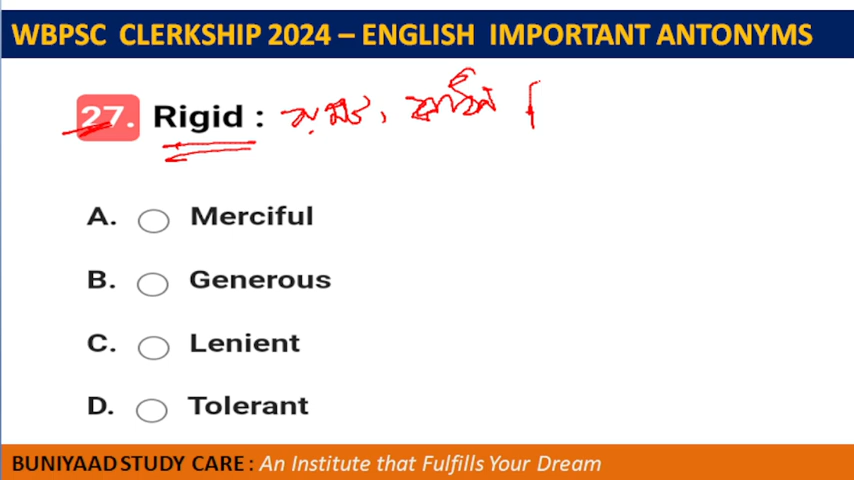 WBPSC CLERKSHIP 2024 – ENGLISH IMPORTANT ANTONYMS
27. Rigid :
A. Merciful
B. Generous
C. Lenient
D. Tolerant
BUNIYAAD STUDY CARE : An Institute that Fulfills Your Dream